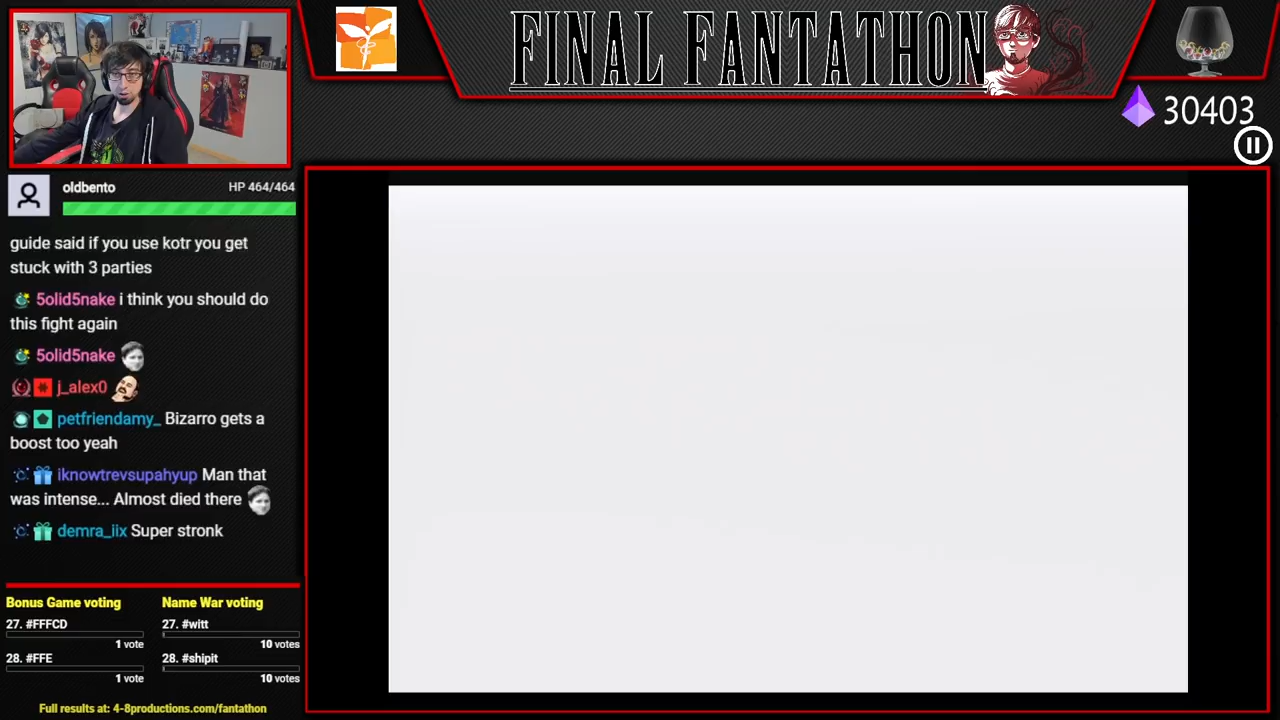 FINAL FANTATHON
30403
oldbento HP 464/464
guide said if you use kotr you get
stuck with 3 parties
5olid5nake i think you should do
this fight again
5olid5nake
j_alex0
petfriendamy_ Bizarro gets a
boost too yeah
iknowtrevsupahyup Man that
was intense... Almost died there
demra_iix Super stronk
Bonus Game voting
27. #FFFCD
1 vote
28. #FFE
1 vote
Name War voting
27. #witt
10 votes
28. #shipit
10 votes
Full results at: 4-8productions.com/fantathon